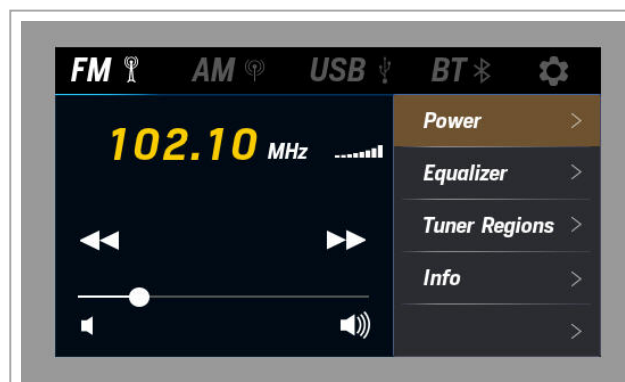 FM AM USB BT
102.10 MHz
Power
Equalizer
Tuner Regions
Info